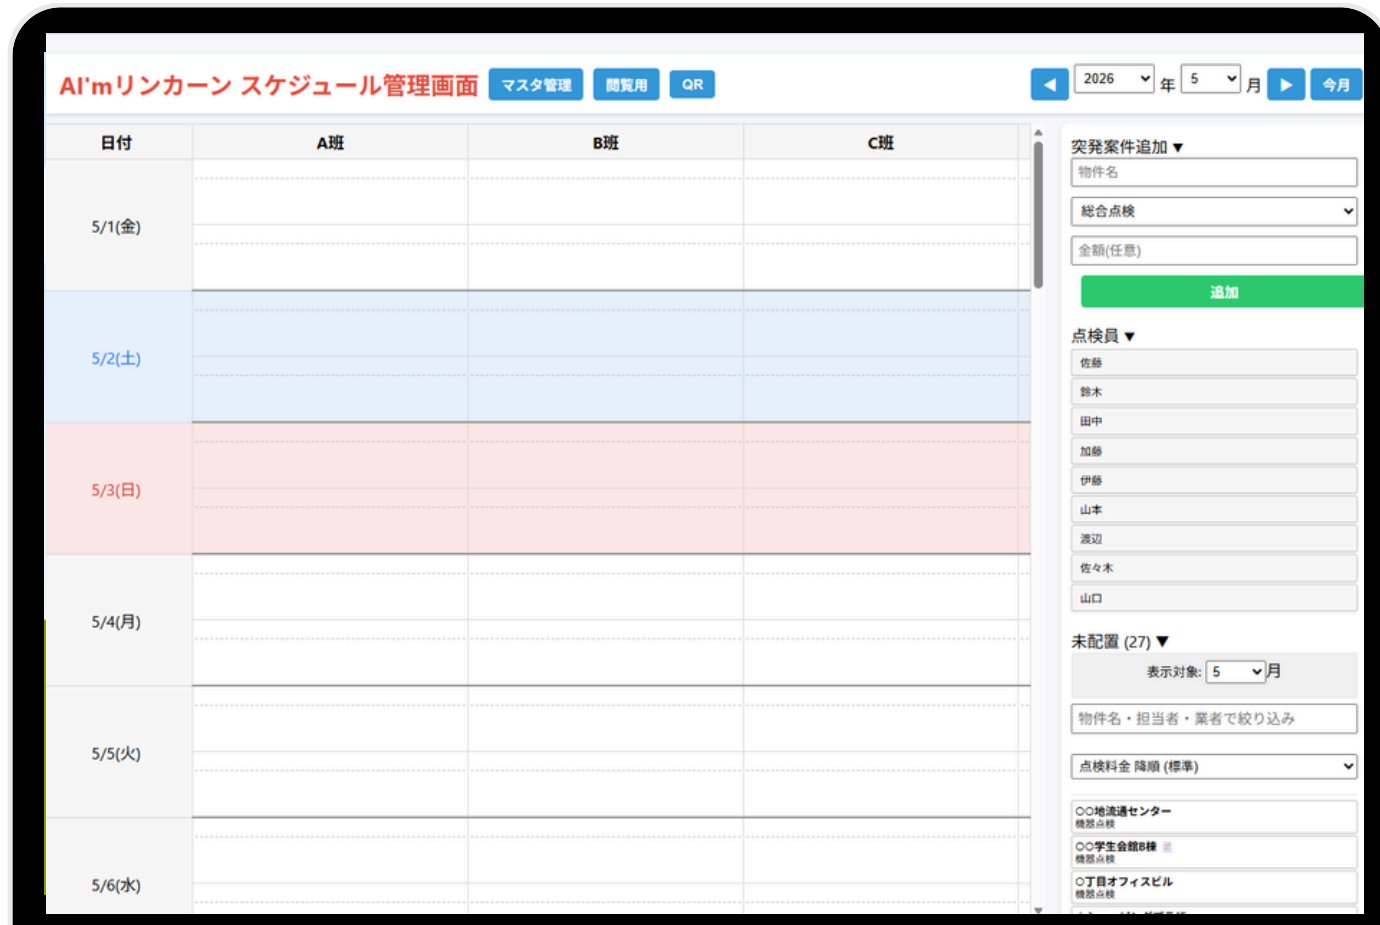 AI'mリンカーン スケジュール管理画面 マスタ管理 閲覧用 QR ◀ 2026 年 5 月 ▶ 今月
日付 A班 B班 C班
5/1(金)
5/2(土)
5/3(日)
5/4(月)
5/5(火)
5/6(水)
突発案件追加 ▼
物件名
総合点検
金額(任意)
追加
点検員 ▼
佐藤
鈴木
田中
加藤
伊藤
山本
渡辺
佐々木
山口
未配置 (27) ▼
表示対象: 5 月
物件名・担当者・業者で絞り込み
点検料金 降順 (標準)
○○地流通センター
機器点検
○○学生会館B棟
機器点検
○丁目オフィスビル
機器点検